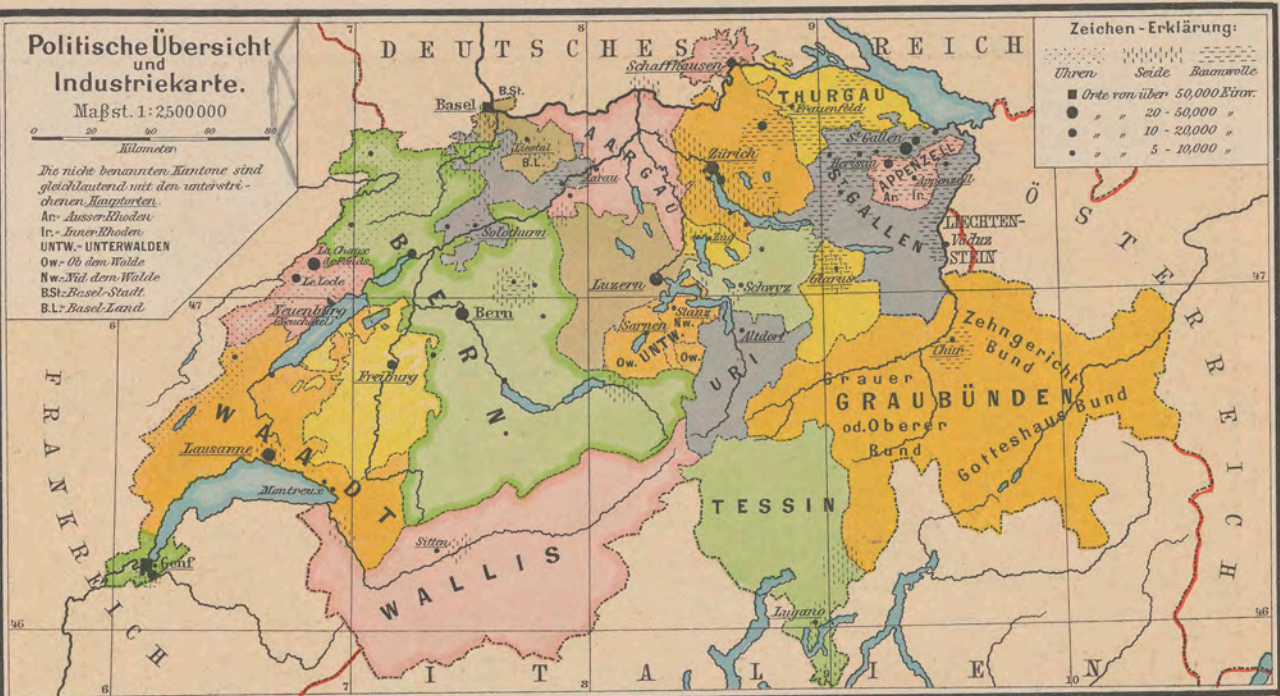 Politische Übersicht
und
Industriekarte.
Maßst. 1:2500000
0 20 40 60 80
Kilometer
Die nicht benannten Kantone sind
gleichlautend mit den unterstri-
chenen Hauptorten.
Ar.- Ausser Rhoden
Ir.- Inner Rhoden
UNTW.- UNTERWALDEN
Ow.- Ob dem Walde
Nw.- Nid dem Walde
B.St.- Basel-Stadt
B.L.- Basel-Land
Zeichen-Erklärung:
Uhren Seide Baumwolle
Orte von über 50,000 Einw.
" " 20 - 50,000 "
" " 10 - 20,000 "
" " 5 - 10,000 "
7 8 9
DEUTSCHES REICH
Schaffhausen
Basel
B.St.
THURGAU
Frauenfeld
Liestal
B.L.
AARGAU
Aarau
Zürich
St. Gallen
Herisau
APPENZELL
Appenzell
Ar. Ir.
ST. GALLEN
ÖSTERREICH
LIECHTEN-
Vaduz
STEIN
Solothurn
Zug
La Chaux
de Fonds
Le Locle
BERN
Luzern
Schwyz
Glarus
47
47
6
Neuenburg
(Neuchâtel)
Bern
Stanz
Nw.
Sarnen
UNTW.
Ow.
Ow.
Altdorf
URI
Chur
Zehngericht
Bund
Freiburg
Grauer
GRAUBÜNDEN
od. Oberer
Bund
Gotteshaus Bund
FRANKREICH
WAADT
Lausanne
Montreux
TESSIN
Sitten
WALLIS
Genf
Lugano
46
46
ITALIEN
6 7 8 9 10